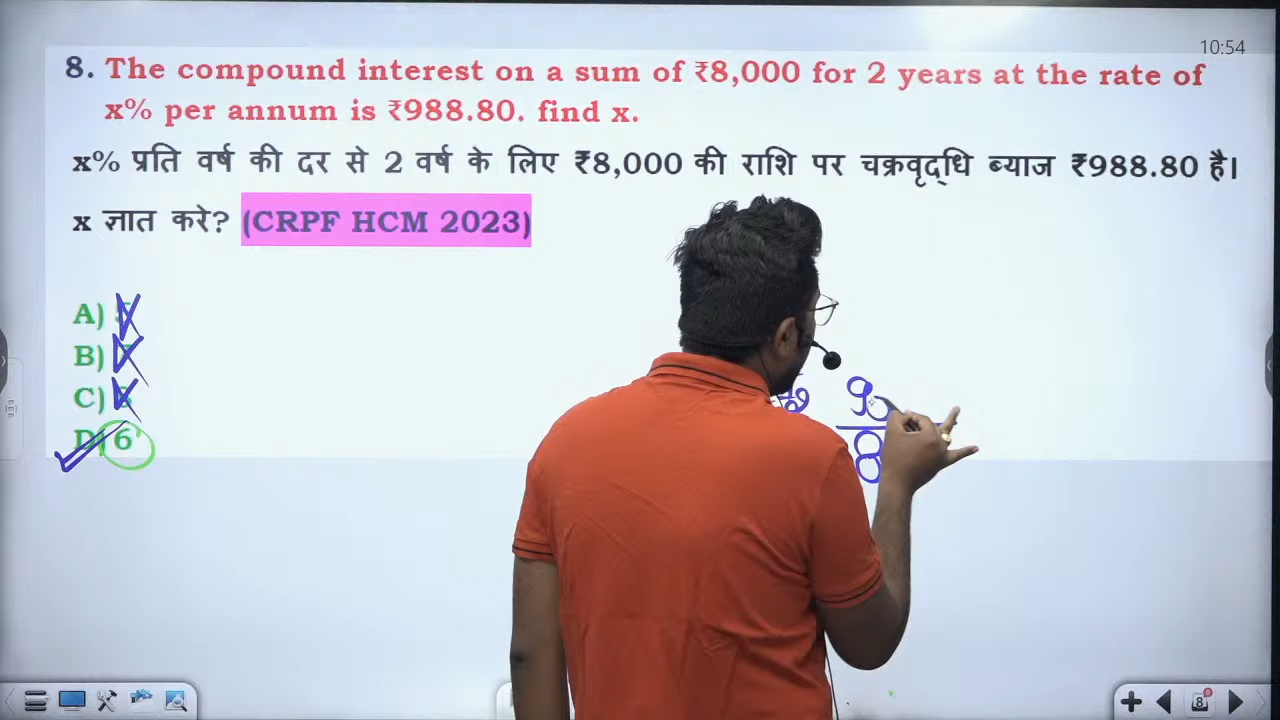 10:54
8. The compound interest on a sum of ₹8,000 for 2 years at the rate of
x% per annum is ₹988.80. find x.
x% प्रति वर्ष की दर से 2 वर्ष के लिए ₹8,000 की राशि पर चक्रवृद्धि ब्याज ₹988.80 है।
x ज्ञात करे? (CRPF HCM 2023)
A)
B)
C)
D) 6
100
8